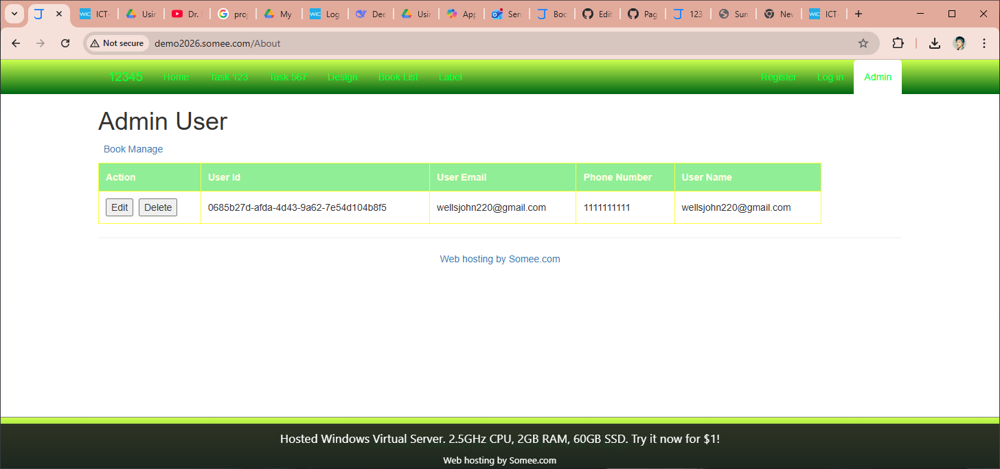 ICT-
Usin
Dr.
proj
My
Log
Dee
Usin
App
Sen
Boo
Edit
Pag
123
Sun
Nev
ICT-
Not secure
demo2026.somee.com/About
12345 Home Task 123 Task 567 Design Book List Label Register Log in Admin
Admin User
Book Manage
Action User Id User Email Phone Number User Name
Edit Delete 0685b27d-afda-4d43-9a62-7e54d104b8f5 wellsjohn220@gmail.com 1111111111 wellsjohn220@gmail.com
Web hosting by Somee.com
Hosted Windows Virtual Server. 2.5GHz CPU, 2GB RAM, 60GB SSD. Try it now for $1!
Web hosting by Somee.com